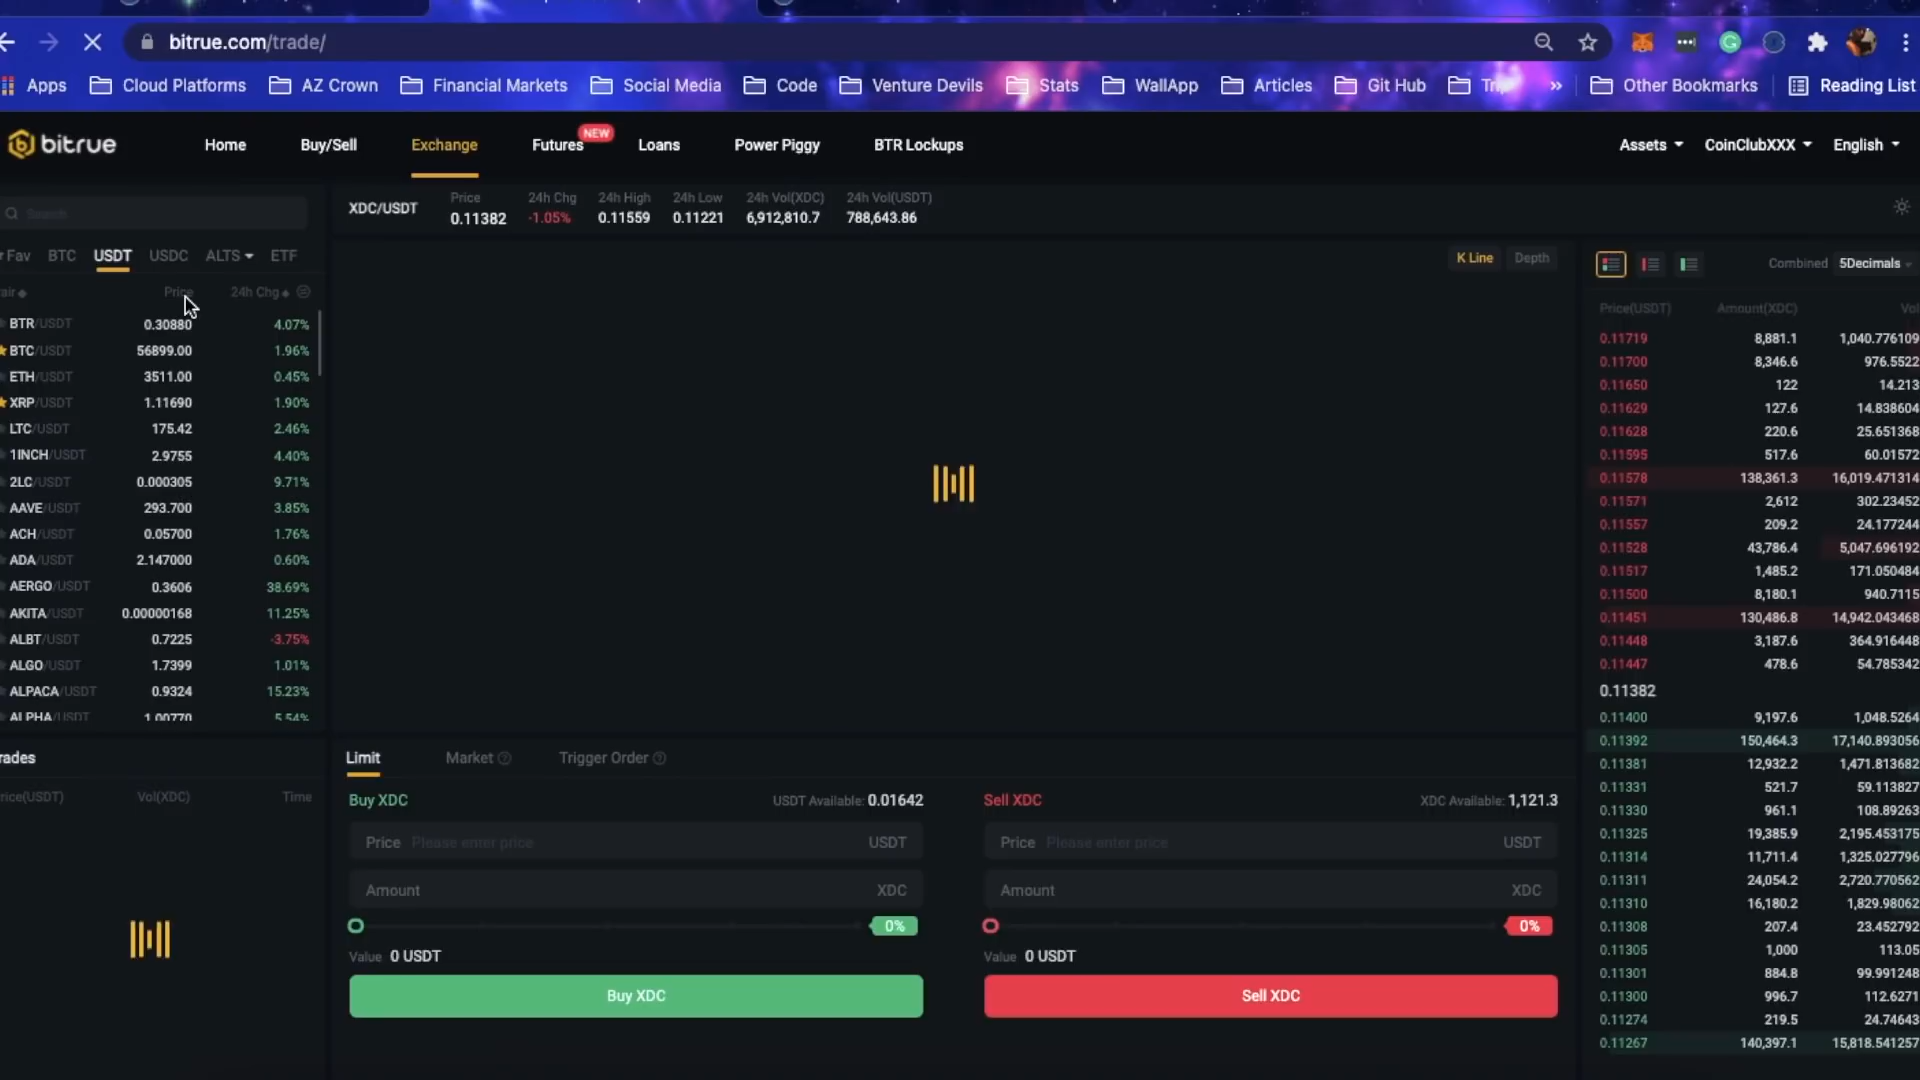 bitrue.com/trade/
Apps Cloud Platforms AZ Crown Financial Markets Social Media Code Venture Devils Stats WallApp Articles Git Hub » Other Bookmarks Reading List
bitrue Home Buy/Sell Exchange Futures NEW Loans Power Piggy BTR Lockups Assets CoinClubXXX English
XDC/USDT
Price 24h Chg 24h High 24h Low 24h Vol(XDC) 24h Vol(USDT)
0.11382 -1.05% 0.11559 0.11221 6,912,810.7 788,643.86
Search
Fav BTC USDT USDC ALTS ETF
Price 24h Chg
BTR/USDT 0.30880 4.07%
BTC/USDT 56899.00 1.96%
ETH/USDT 3511.00 0.45%
XRP/USDT 1.11690 1.90%
LTC/USDT 175.42 2.46%
1INCH/USDT 2.9755 4.40%
2LC/USDT 0.000305 9.71%
AAVE/USDT 293.700 3.85%
ACH/USDT 0.05700 1.76%
ADA/USDT 2.147000 0.60%
AERGO/USDT 0.3606 38.69%
AKITA/USDT 0.00000168 11.25%
ALBT/USDT 0.7225 -3.75%
ALGO/USDT 1.7399 1.01%
ALPACA/USDT 0.9324 15.23%
ALPHA/USDT 1.00770 5.54%
rades
rice(USDT) Vol(XDC) Time
K Line Depth
Limit Market Trigger Order
Buy XDC USDT Available: 0.01642
Price Please enter price USDT
Amount XDC
0%
Value 0 USDT
Buy XDC
Sell XDC XDC Available: 1,121.3
Price Please enter price USDT
Amount XDC
0%
Value 0 USDT
Sell XDC
Combined 5Decimals
Price(USDT) Amount(XDC) Vol
0.11719 8,881.1 1,040.776109
0.11700 8,346.6 976.5522
0.11650 122 14.213
0.11629 127.6 14.838604
0.11628 220.6 25.651368
0.11595 517.6 60.01572
0.11578 138,361.3 16,019.471314
0.11571 2,612 302.23452
0.11557 209.2 24.177244
0.11528 43,786.4 5,047.696192
0.11517 1,485.2 171.050484
0.11500 8,180.1 940.7115
0.11451 130,486.8 14,942.043468
0.11448 3,187.6 364.916448
0.11447 478.6 54.785342
0.11382
0.11400 9,197.6 1,048.5264
0.11392 150,464.3 17,140.893056
0.11381 12,932.2 1,471.813682
0.11331 521.7 59.113827
0.11330 961.1 108.89263
0.11325 19,385.9 2,195.453175
0.11314 11,711.4 1,325.027796
0.11311 24,054.2 2,720.770562
0.11310 16,180.2 1,829.98062
0.11308 207.4 23.452792
0.11305 1,000 113.05
0.11301 884.8 99.991248
0.11300 996.7 112.6271
0.11274 219.5 24.74643
0.11267 140,397.1 15,818.541257